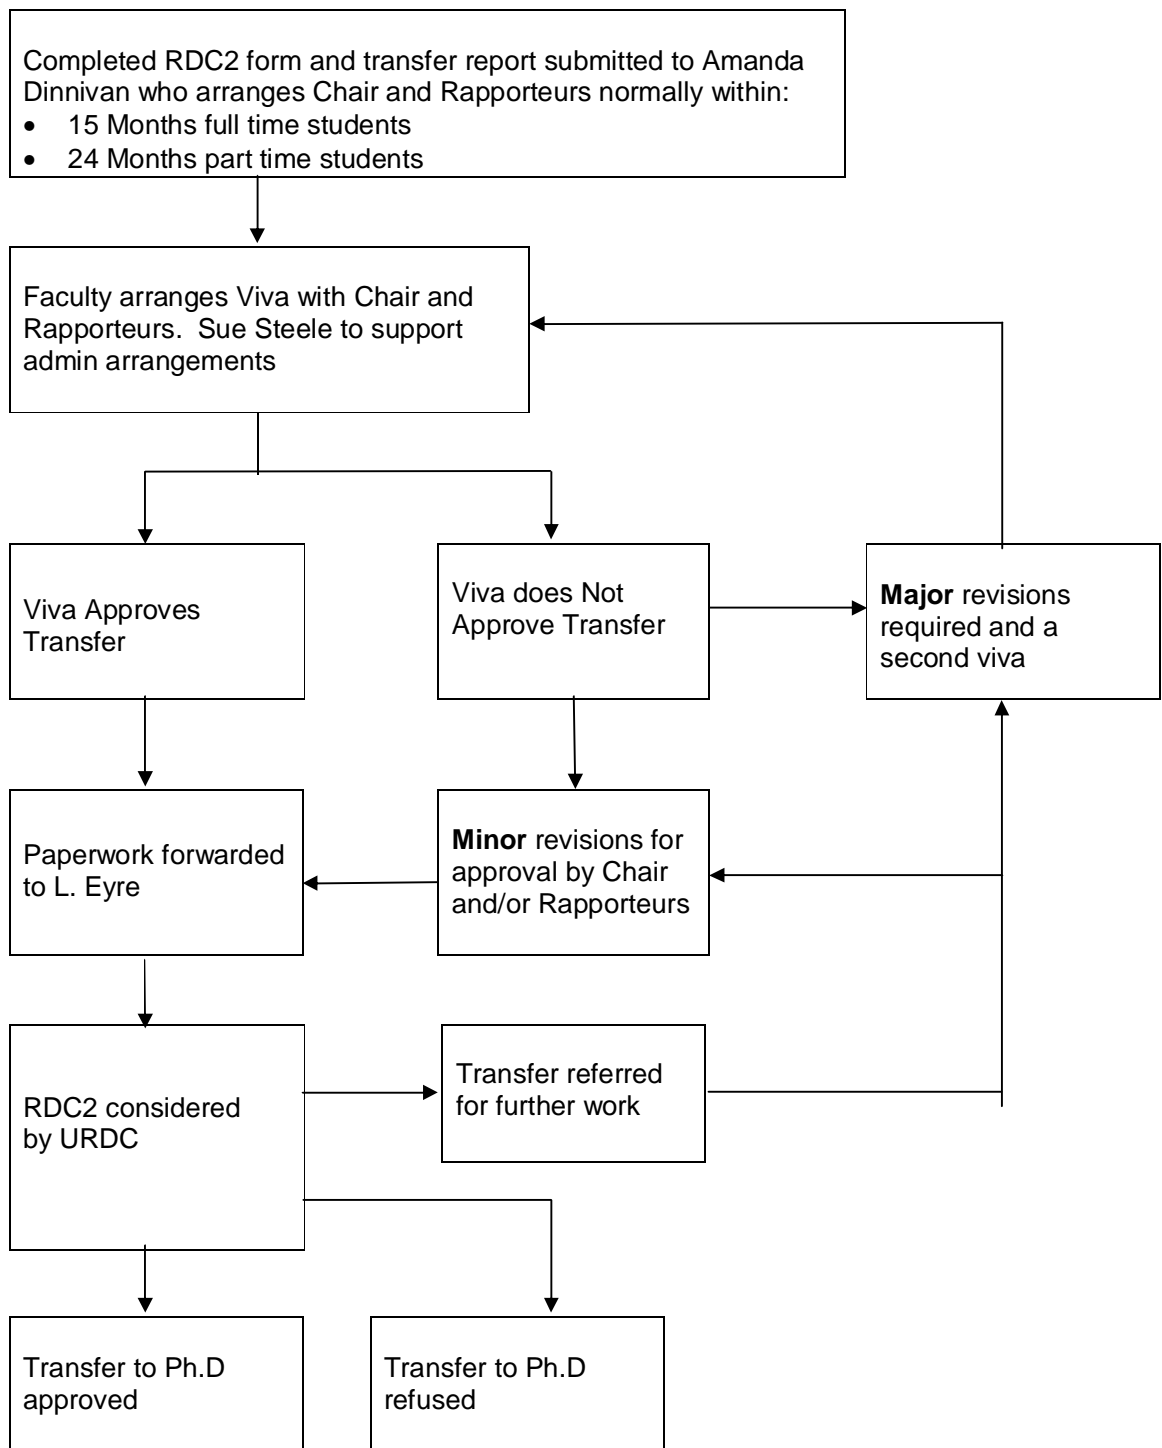 Completed RDC2 form and transfer report submitted to Amanda
Dinnivan who arranges Chair and Rapporteurs normally within:
• 15 Months full time students
• 24 Months part time students
Faculty arranges Viva with Chair and
Rapporteurs. Sue Steele to support
admin arrangements
Viva Approves
Transfer
Viva does Not
Approve Transfer
Major revisions
required and a
second viva
Paperwork forwarded
to L. Eyre
Minor revisions for
approval by Chair
and/or Rapporteurs
RDC2 considered
by URDC
Transfer referred
for further work
Transfer to Ph.D
approved
Transfer to Ph.D
refused